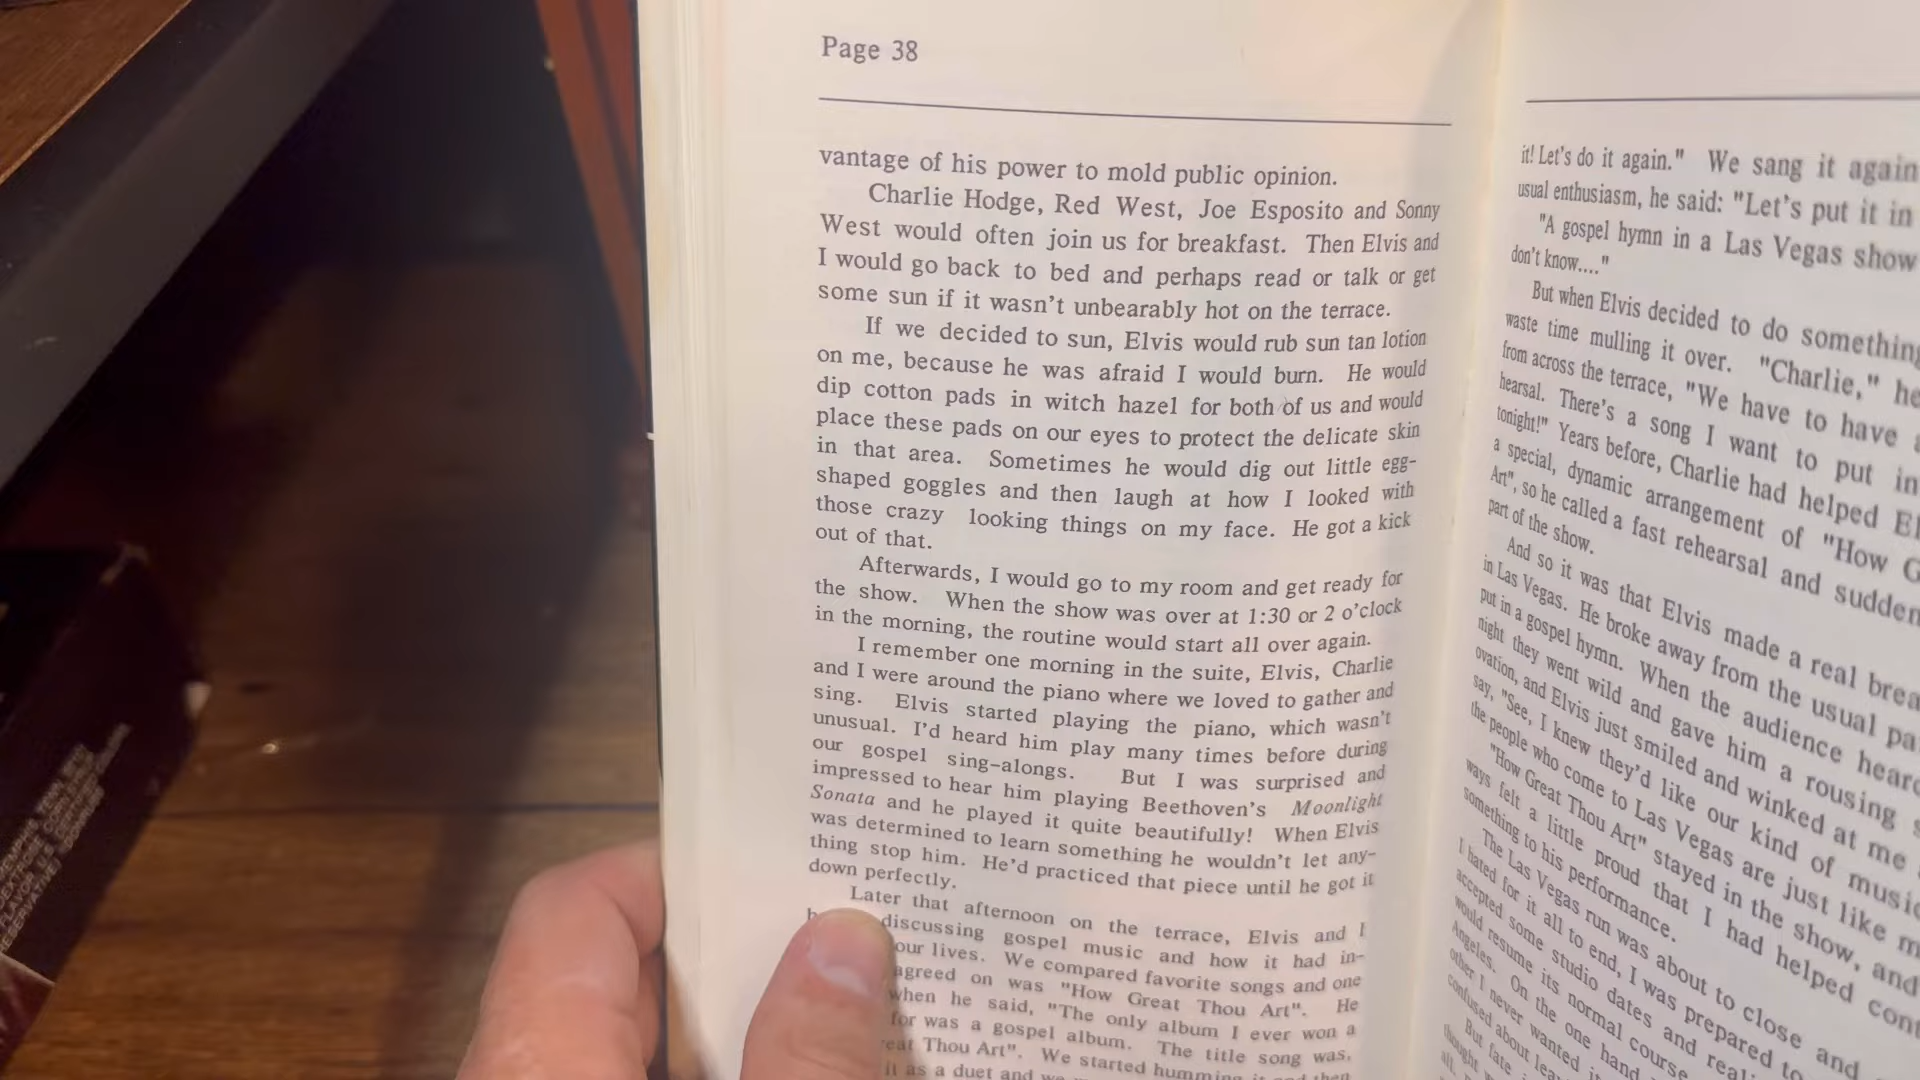 Page 38
vantage of his power to mold public opinion.
Charlie Hodge, Red West, Joe Esposito and Sonny
West would often join us for breakfast. Then Elvis and
I would go back to bed and perhaps read or talk or get
some sun if it wasn't unbearably hot on the terrace.
If we decided to sun, Elvis would rub sun tan lotion
on me, because he was afraid I would burn. He would
dip cotton pads in witch hazel for both of us and would
place these pads on our eyes to protect the delicate skin
in that area. Sometimes he would dig out little egg-
shaped goggles and then laugh at how I looked with
those crazy looking things on my face. He got a kick
out of that.
Afterwards, I would go to my room and get ready for
the show. When the show was over at 1:30 or 2 o'clock
in the morning, the routine would start all over again.
I remember one morning in the suite, Elvis, Charlie
and I were around the piano where we loved to gather and
sing. Elvis started playing the piano, which wasn't
unusual. I'd heard him play many times before during
our gospel sing-alongs. But I was surprised and
impressed to hear him playing Beethoven's Moonlight
Sonata and he played it quite beautifully! When Elvis
was determined to learn something he wouldn't let any-
thing stop him. He'd practiced that piece until he got it
down perfectly.
Later that afternoon on the terrace, Elvis and I
discussing gospel music and how it had in-
our lives. We compared favorite songs and one
agreed on was "How Great Thou Art". He
when he said, "The only album I ever won a
for was a gospel album. The title song was,
Thou Art". We started humming it and then
it as a duet and
it! Let's do it again." We sang it again
usual enthusiasm, he said: "Let's put it in
"A gospel hymn in a Las Vegas show
don't know...."
But when Elvis decided to do something
waste time mulling it over. "Charlie," he
from across the terrace, "We have to have a
hearsal. There's a song I want to put in
tonight!" Years before, Charlie had helped
a special, dynamic arrangement of "How
Art", so he called a fast rehearsal and
part of the show.
And so it was that Elvis made a real
in Las Vegas. He broke away from the usual
put in a gospel hymn. When the audience heard
night they went wild and gave him a rousing
ovation, and Elvis just smiled and winked at me
say, "See, I knew they'd like our kind of music
the people who come to Las Vegas are just like
"How Great Thou Art" stayed in the show, and
ways felt a little proud that I had helped
something to his performance.
The Las Vegas run was about to close and
I hated for it all to end, I was prepared to
accepted some studio dates and
would resume its normal course
Angeles. On the one hand
other I never wanted
confused about
But fate
thought
all.